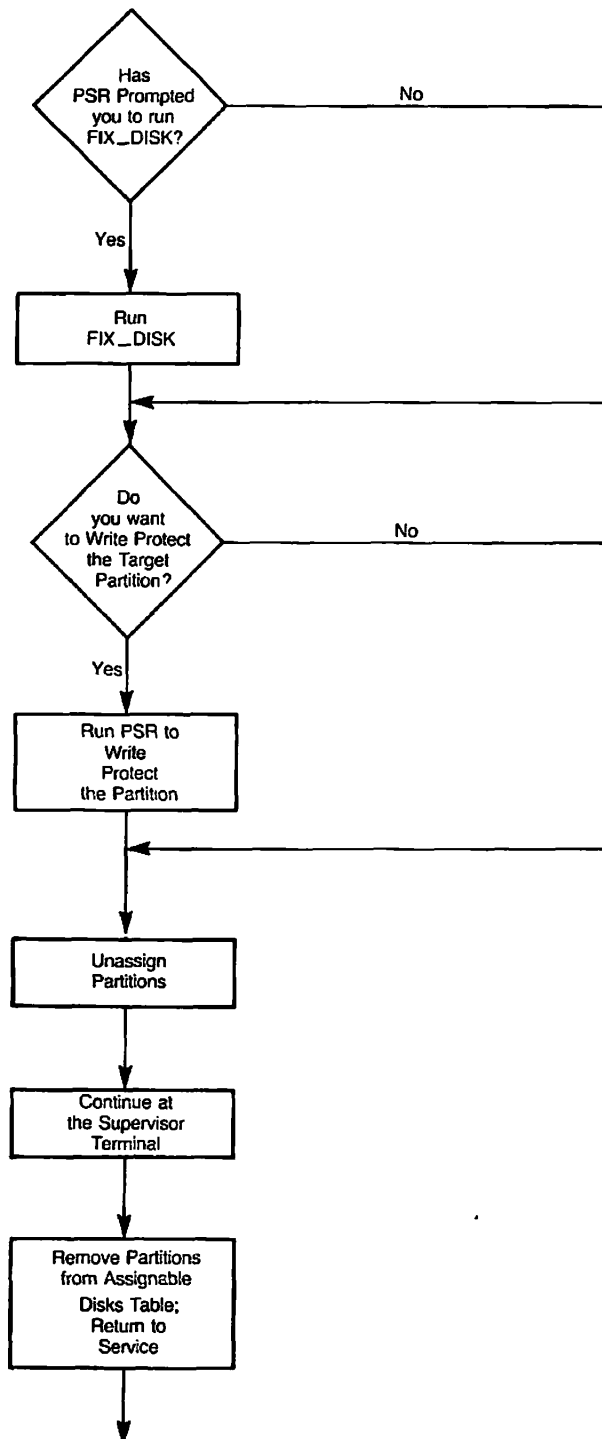 Has
PSR Prompted
you to run
FIX_DISK?
No
Yes
Run
FIX_DISK
Do
you want
to Write Protect
the Target
Partition?
No
Yes
Run PSR to
Write
Protect
the Partition
Unassign
Partitions
Continue at
the Supervisor
Terminal
Remove Partitions
from Assignable
Disks Table;
Return to
Service